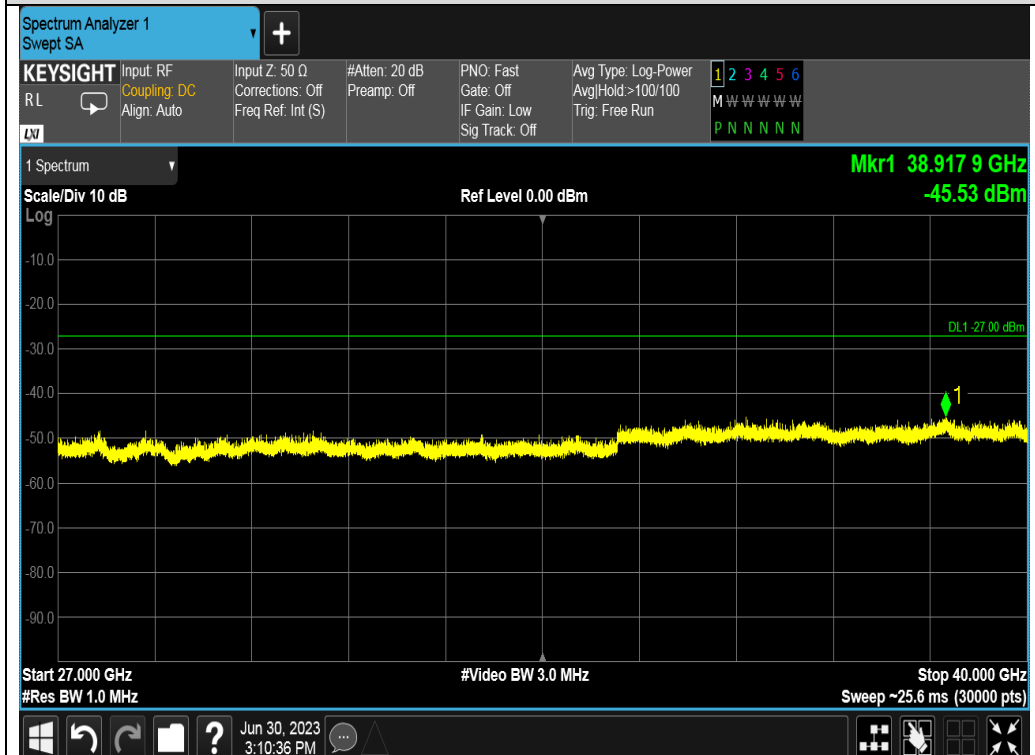 Spectrum Analyzer 1
Swept SA
+
KEYSIGHT Input: RF Input Z: 50 Ω #Atten: 20 dB PNO: Fast Avg Type: Log-Power 1 2 3 4 5 6
R L Coupling: DC Corrections: Off Preamp: Off Gate: Off Avg|Hold:>100/100 M W W W W W
Align: Auto Freq Ref: Int (S) IF Gain: Low Trig: Free Run
LXI Sig Track: Off P N N N N N
1 Spectrum Mkr1 38.917 9 GHz
Scale/Div 10 dB Ref Level 0.00 dBm -45.53 dBm
Log
-10.0
-20.0
DL1 -27.00 dBm
-30.0
-40.0
1
-50.0
-60.0
-70.0
-80.0
-90.0
Start 27.000 GHz #Video BW 3.0 MHz Stop 40.000 GHz
#Res BW 1.0 MHz Sweep ~25.6 ms (30000 pts)
? Jun 30, 2023
3:10:36 PM